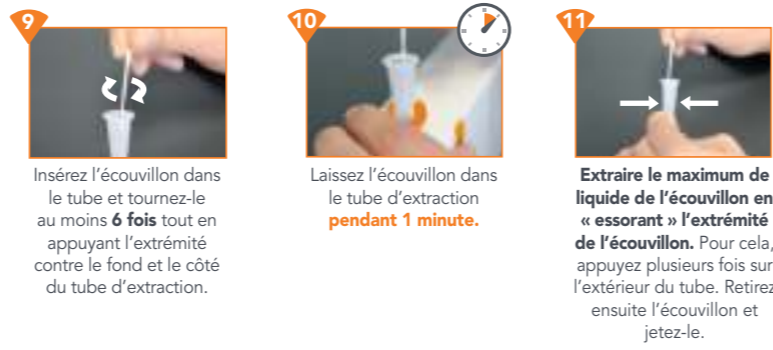 9
Insérez l'écouvillon dans
le tube et tournez-le
au moins 6 fois tout en
appuyant l'extrémité
contre le fond et le côté
du tube d'extraction.
10
Laissez l'écouvillon dans
le tube d'extraction
pendant 1 minute.
11
Extraire le maximum de
liquide de l'écouvillon en
« essorant » l'extrémité
de l'écouvillon. Pour cela,
appuyez plusieurs fois sur
l'extérieur du tube. Retirez
ensuite l'écouvillon et
jetez-le.